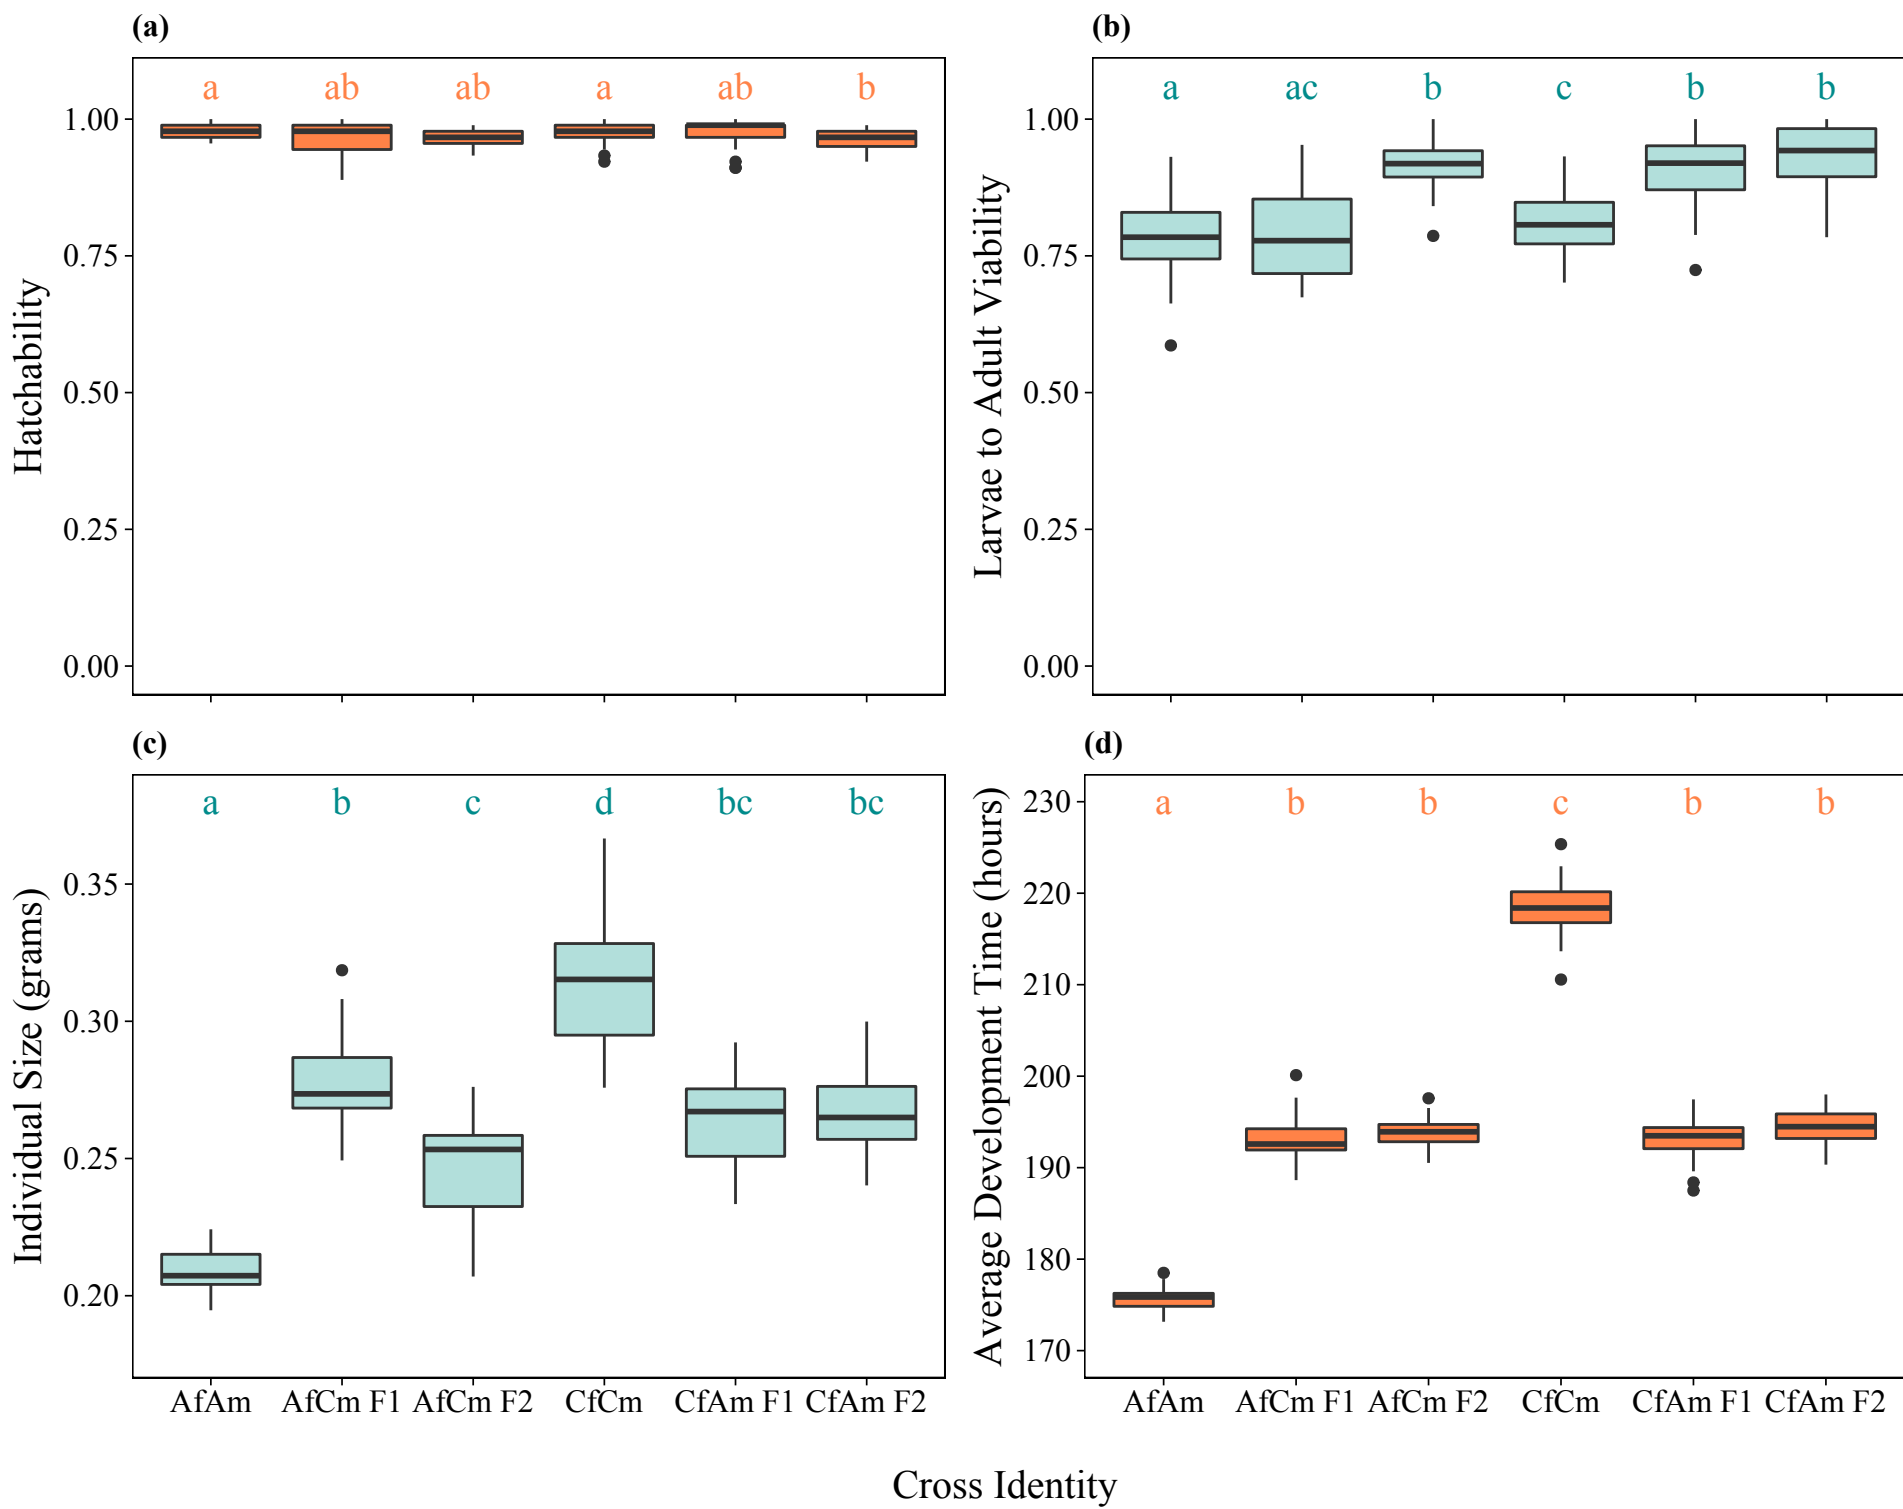 (a)
a ab ab a ab b
1.00
0.75
0.50
0.25
0.00
Hatchability
(b)
a ac b c b b
1.00
0.75
0.50
0.25
0.00
Larvae to Adult Viability
(c)
a b c d bc bc
0.35
0.30
0.25
0.20
Individual Size (grams)
AfAm AfCm F1 AfCm F2 CfCm CfAm F1 CfAm F2
(d)
a b b c b b
230
220
210
200
190
180
170
Average Development Time (hours)
AfAm AfCm F1 AfCm F2 CfCm CfAm F1 CfAm F2
Cross Identity